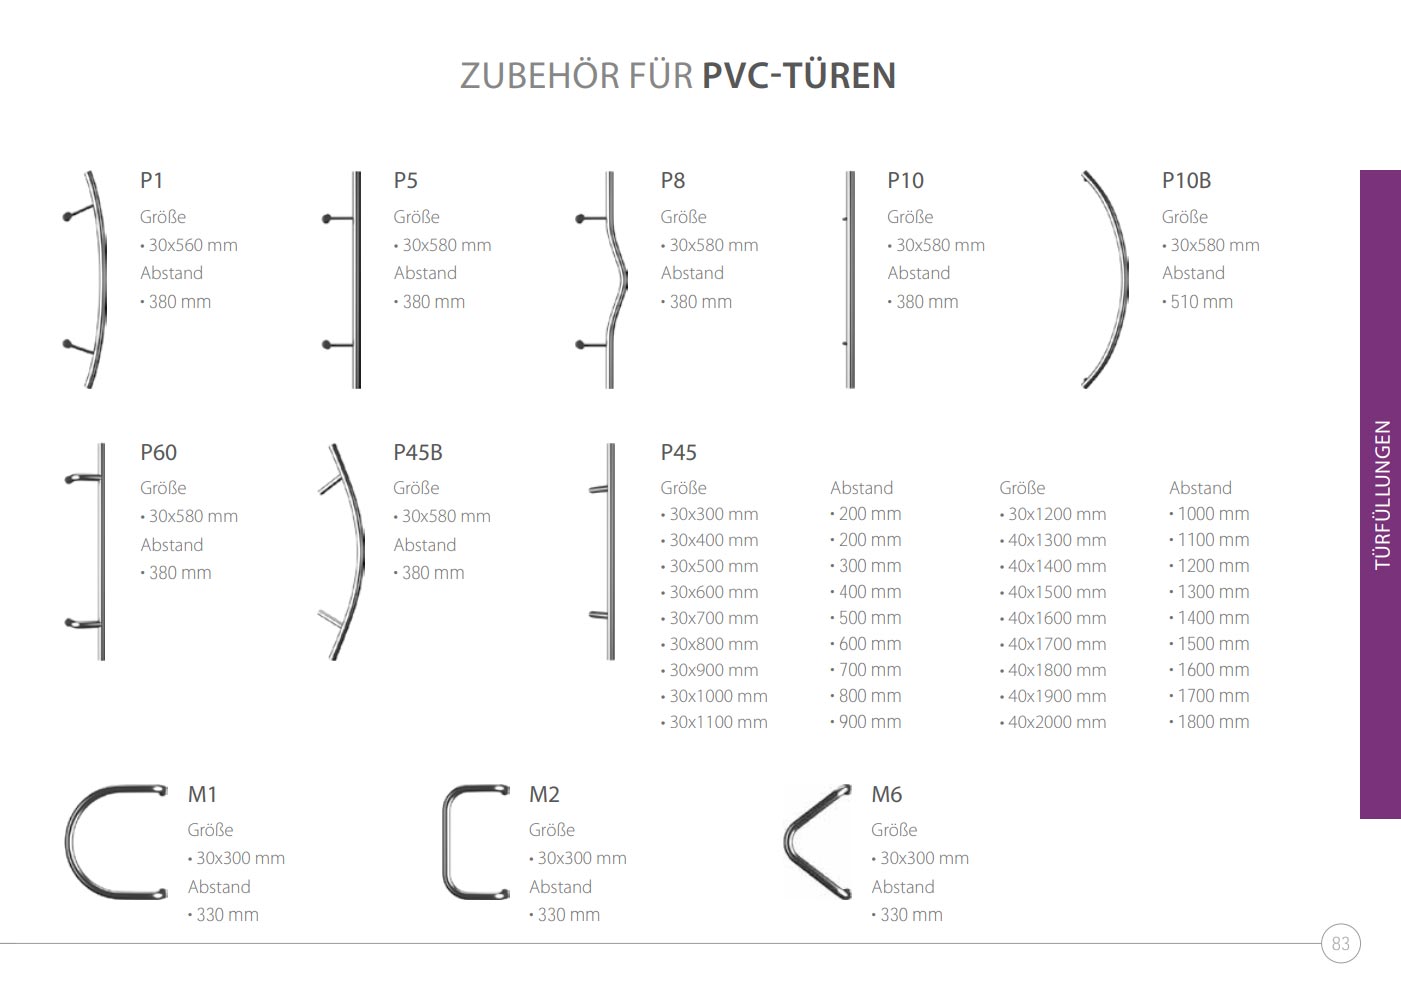 ZUBEHÖR FÜR PVC-TÜREN
P1
Größe
• 30x560 mm
Abstand
• 380 mm
P5
Größe
• 30x580 mm
Abstand
• 380 mm
P8
Größe
• 30x580 mm
Abstand
• 380 mm
P10
Größe
• 30x580 mm
Abstand
• 380 mm
P10B
Größe
• 30x580 mm
Abstand
• 510 mm
P60
Größe
• 30x580 mm
Abstand
• 380 mm
P45B
Größe
• 30x580 mm
Abstand
• 380 mm
P45
Größe
• 30x300 mm
• 30x400 mm
• 30x500 mm
• 30x600 mm
• 30x700 mm
• 30x800 mm
• 30x900 mm
• 30x1000 mm
• 30x1100 mm
Abstand
• 200 mm
• 200 mm
• 300 mm
• 400 mm
• 500 mm
• 600 mm
• 700 mm
• 800 mm
• 900 mm
Größe
• 30x1200 mm
• 40x1300 mm
• 40x1400 mm
• 40x1500 mm
• 40x1600 mm
• 40x1700 mm
• 40x1800 mm
• 40x1900 mm
• 40x2000 mm
Abstand
• 1000 mm
• 1100 mm
• 1200 mm
• 1300 mm
• 1400 mm
• 1500 mm
• 1600 mm
• 1700 mm
• 1800 mm
M1
Größe
• 30x300 mm
Abstand
• 330 mm
M2
Größe
• 30x300 mm
Abstand
• 330 mm
M6
Größe
• 30x300 mm
Abstand
• 330 mm
TÜRFÜLLUNGEN
83